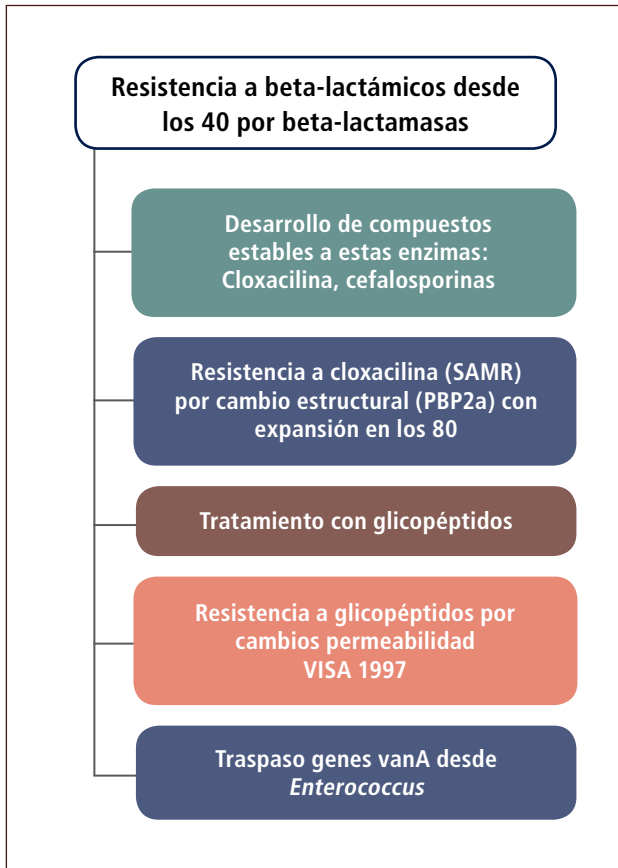 Resistencia a beta-lactámicos desde
los 40 por beta-lactamasas
Desarrollo de compuestos
estables a estas enzimas:
Cloxacilina, cefalosporinas
Resistencia a cloxacilina (SAMR)
por cambio estructural (PBP2a) con
expansión en los 80
Tratamiento con glicopéptidos
Resistencia a glicopéptidos por
cambios permeabilidad
VISA 1997
Traspaso genes vanA desde
Enterococcus